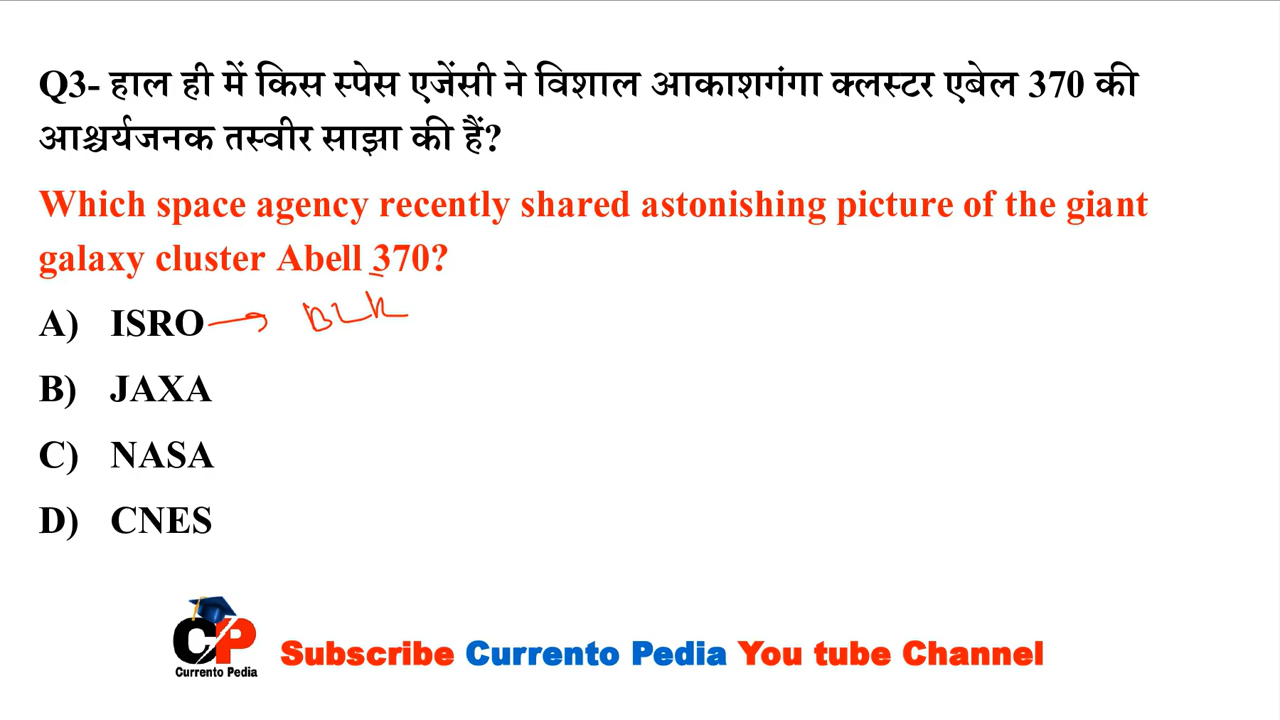 Q3- हाल ही में किस स्पेस एजेंसी ने विशाल आकाशगंगा क्लस्टर एबेल 370 की
आश्चर्यजनक तस्वीर साझा की हैं?
Which space agency recently shared astonishing picture of the giant
galaxy cluster Abell 370?
A) ISRO → BLR
B) JAXA
C) NASA
D) CNES
CP
Currento Pedia
Subscribe Currento Pedia You tube Channel